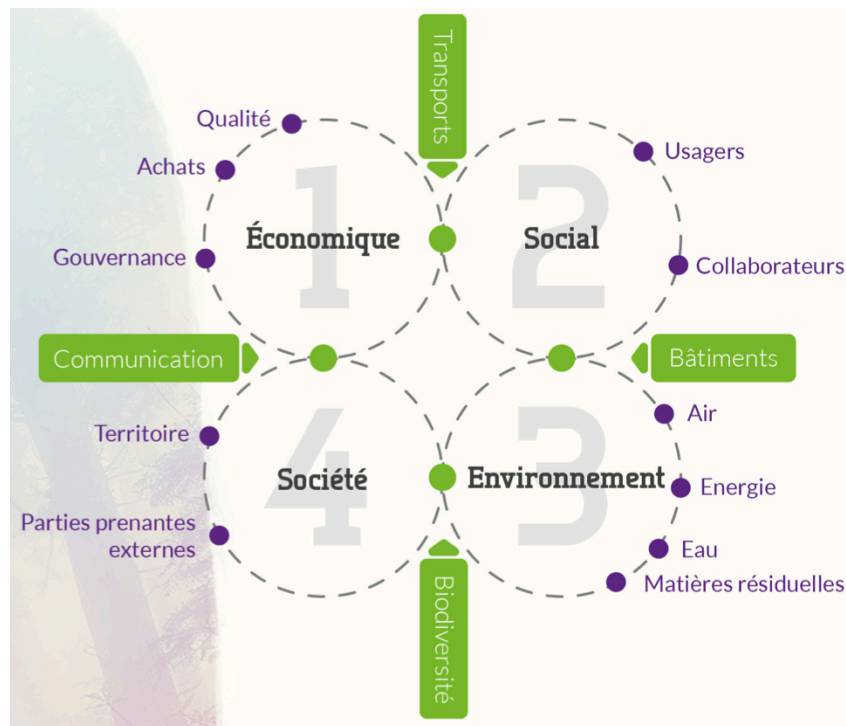 Transports
Qualité
Achats
Gouvernance
1
Économique
2
Social
Usagers
Collaborateurs
Communication
Bâtiments
Territoire
Parties prenantes
externes
4
Société
3
Environnement
Air
Energie
Eau
Matières résiduelles
Biodiversité